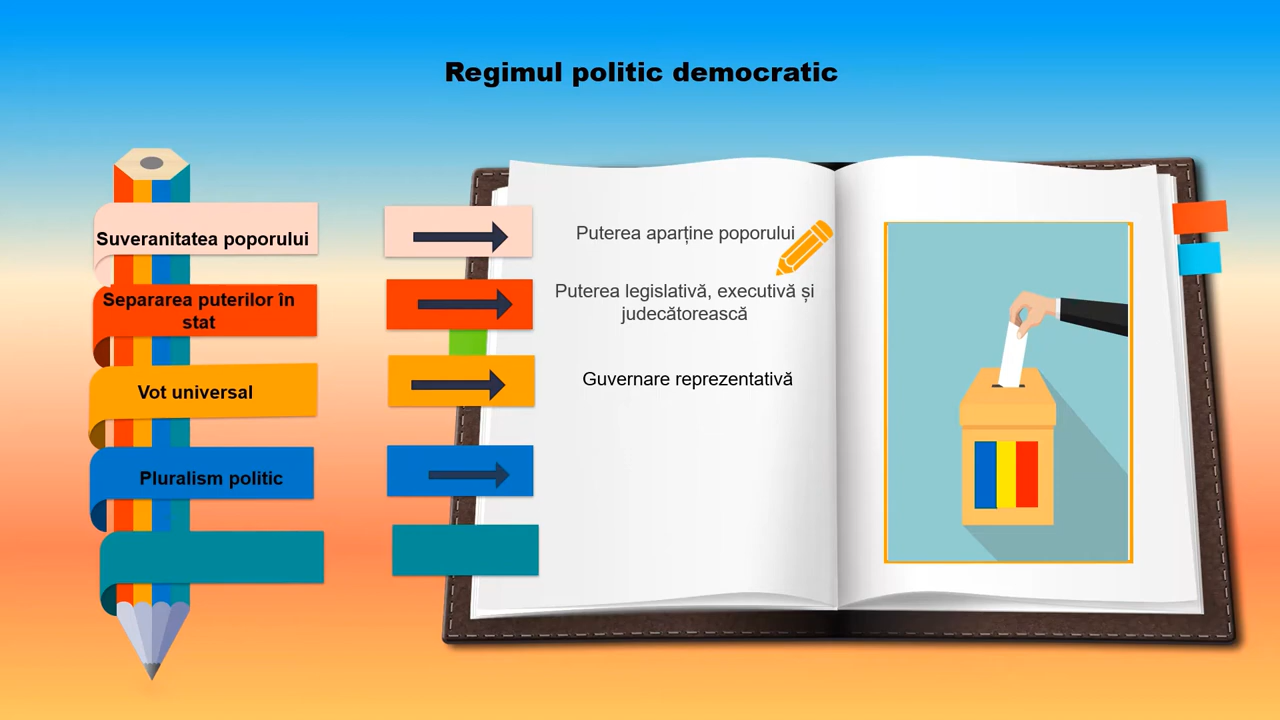 Regimul politic democratic
Suveranitatea poporului
Puterea aparține poporului
Separarea puterilor în
stat
Puterea legislativă, executivă și
judecătorească
Vot universal
Guvernare reprezentativă
Pluralism politic